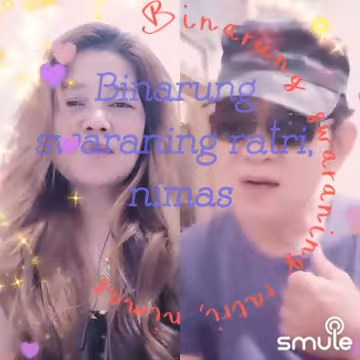 Binarung
swaraning ratri,
nimas
Binarung swaraning ratri, nimas
smule